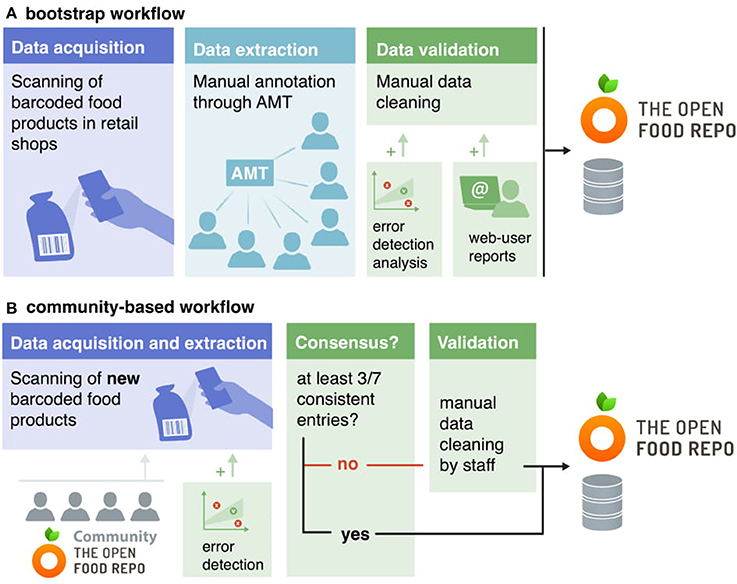 A bootstrap workflow
Data acquisition
Scanning of
barcoded food
products in retail
shops
Data extraction
Manual annotation
through AMT
AMT
Data validation
Manual data
cleaning
+
+
error
detection
analysis
@
web-user
reports
THE OPEN
FOOD REPO
B community-based workflow
Data acquisition and extraction
Scanning of new
barcoded food
products
Community
THE OPEN
FOOD REPO
+
error
detection
Consensus?
at least 3/7
consistent
entries?
no
yes
Validation
manual
data
cleaning
by staff
THE OPEN
FOOD REPO